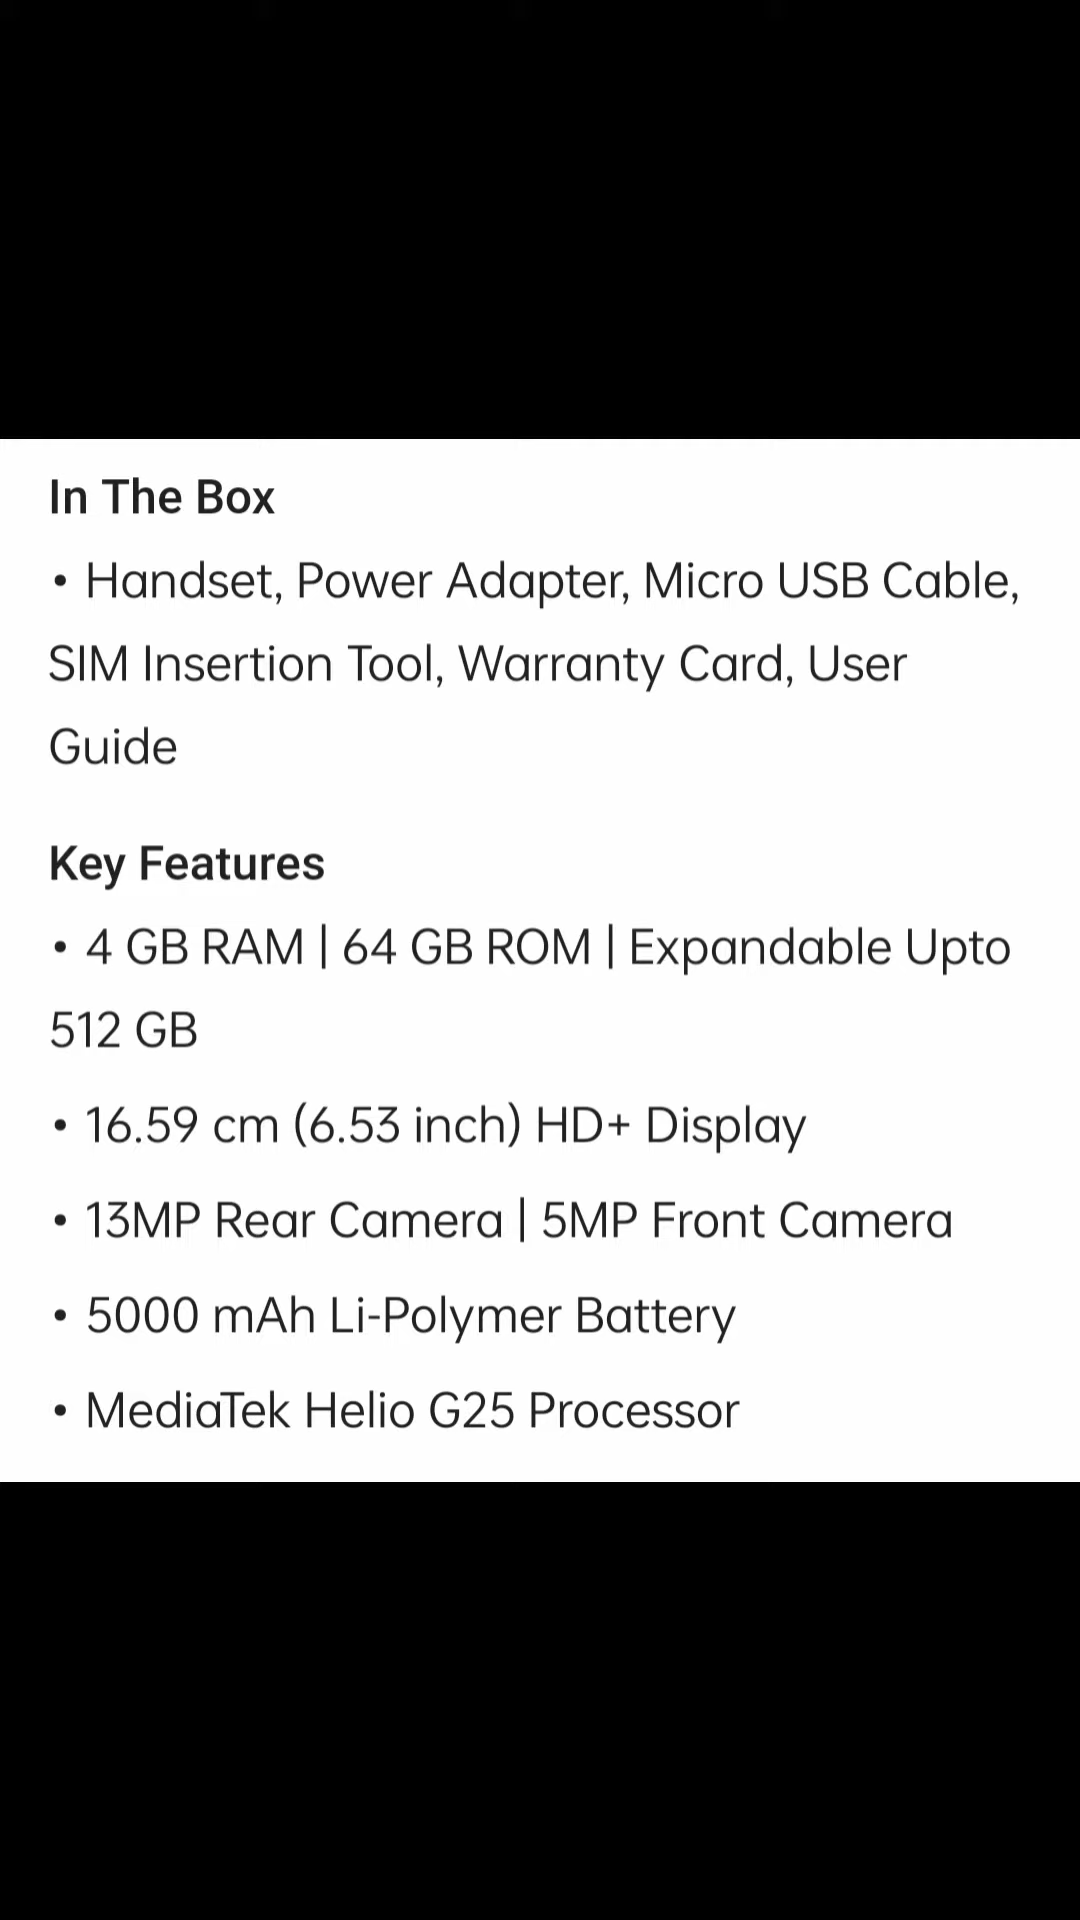 In The Box
• Handset, Power Adapter, Micro USB Cable,
SIM Insertion Tool, Warranty Card, User
Guide
Key Features
• 4 GB RAM | 64 GB ROM | Expandable Upto
512 GB
• 16.59 cm (6.53 inch) HD+ Display
• 13MP Rear Camera | 5MP Front Camera
• 5000 mAh Li-Polymer Battery
• MediaTek Helio G25 Processor